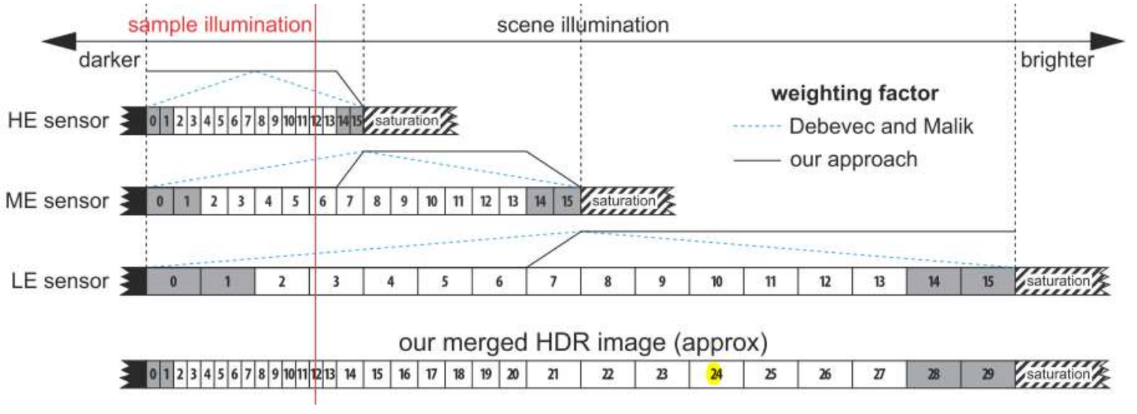 sample illumination scene illumination
darker brighter
weighting factor
HE sensor 0 1 2 3 4 5 6 7 8 9 10 11 12 13 14 15 saturation
Debevec and Malik
our approach
ME sensor 0 1 2 3 4 5 6 7 8 9 10 11 12 13 14 15 saturation
LE sensor 0 1 2 3 4 5 6 7 8 9 10 11 12 13 14 15 saturation
our merged HDR image (approx)
0 1 2 3 4 5 6 7 8 9 10 11 12 13 14 15 16 17 18 19 20 21 22 23 24 25 26 27 28 29 saturation